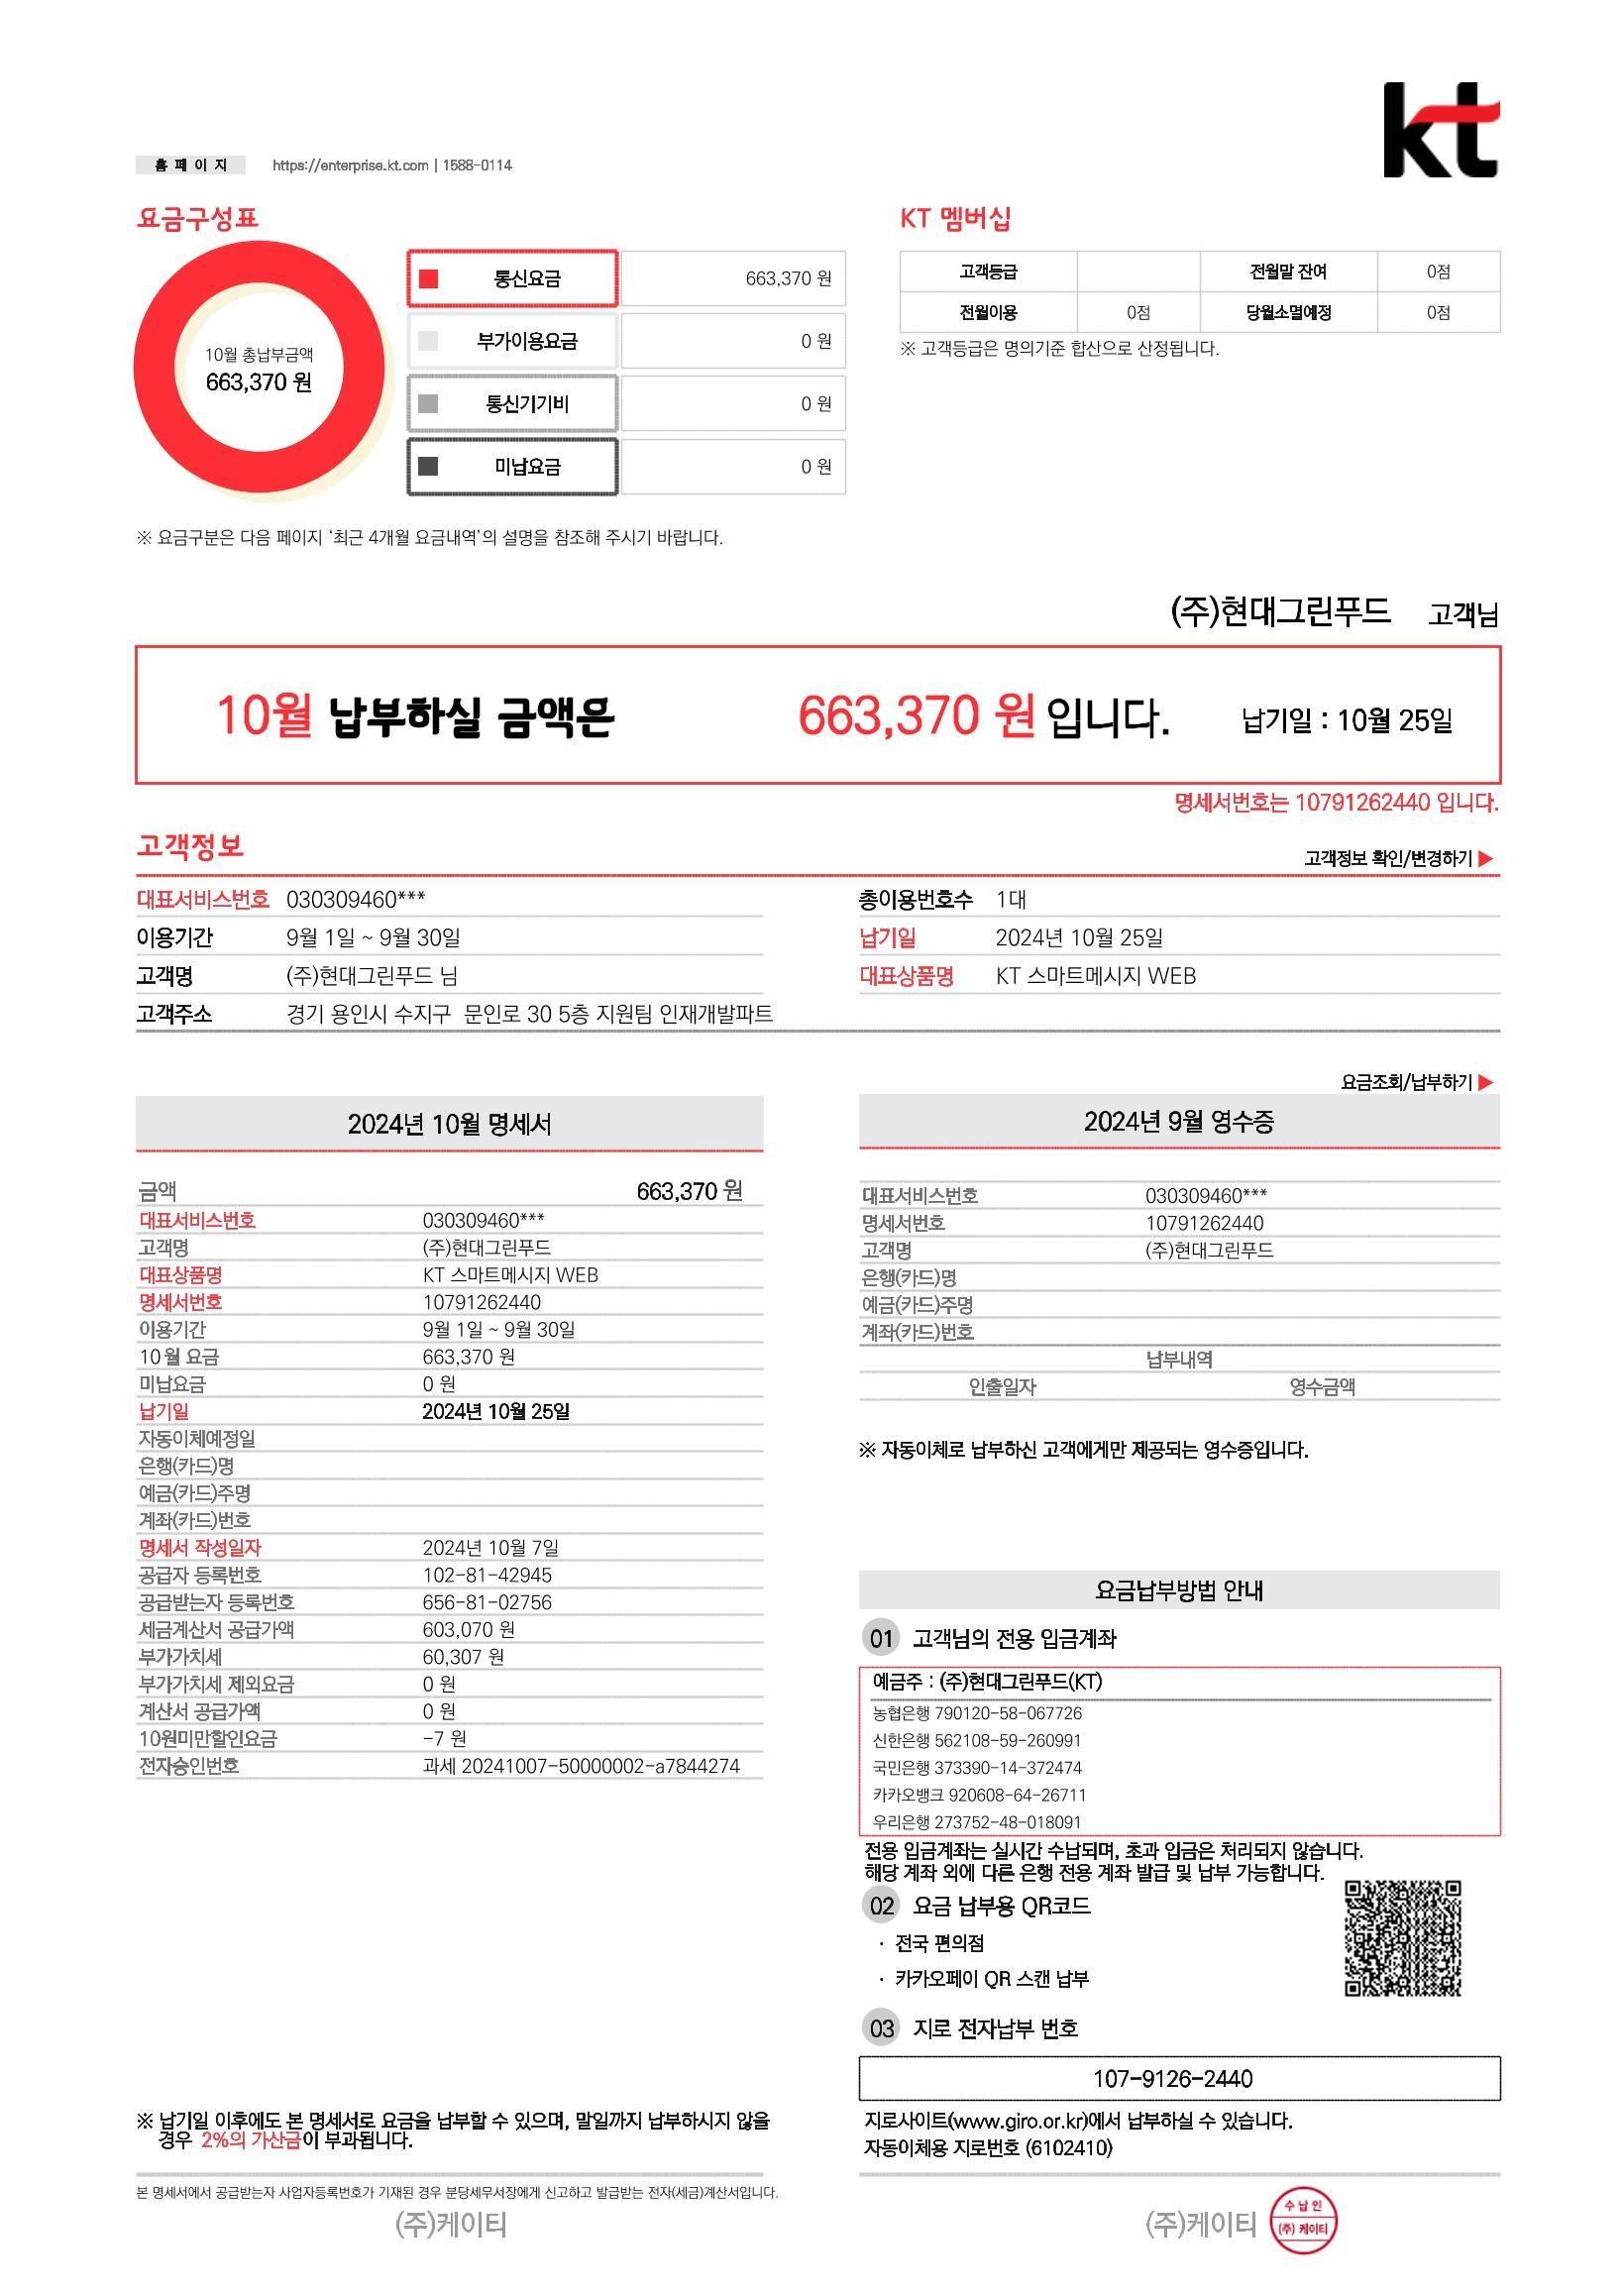 kt
홈 페 이 지 https://enterprise.kt.com | 1588-0114
요금구성표
10월 총납부금액
663,370 원
통신요금 663,370 원
부가이용요금 0 원
통신기기비 0 원
미납요금 0 원
※ 요금구분은 다음 페이지 ‘최근 4개월 요금내역’의 설명을 참조해 주시기 바랍니다.
KT 멤버십
고객등급 전월말 잔여 0점
전월이용 0점 당월소멸예정 0점
※ 고객등급은 명의기준 합산으로 산정됩니다.
(주)현대그린푸드 고객님
10월 납부하실 금액은 663,370 원 입니다. 납기일 : 10월 25일
명세서번호는 10791262440 입니다.
고객정보
고객정보 확인/변경하기 ▶
대표서비스번호 030309460*** 총이용번호수 1대
이용기간 9월 1일 ~ 9월 30일 납기일 2024년 10월 25일
고객명 (주)현대그린푸드 님 대표상품명 KT 스마트메시지 WEB
고객주소 경기 용인시 수지구 문인로 30 5층 지원팀 인재개발파트
요금조회/납부하기 ▶
2024년 10월 명세서
금액 663,370 원
대표서비스번호 030309460***
고객명 (주)현대그린푸드
대표상품명 KT 스마트메시지 WEB
명세서번호 10791262440
이용기간 9월 1일 ~ 9월 30일
10월 요금 663,370 원
미납요금 0 원
납기일 2024년 10월 25일
자동이체예정일
은행(카드)명
예금(카드)주명
계좌(카드)번호
명세서 작성일자 2024년 10월 7일
공급자 등록번호 102-81-42945
공급받는자 등록번호 656-81-02756
세금계산서 공급가액 603,070 원
부가가치세 60,307 원
부가가치세 제외요금 0 원
계산서 공급가액 0 원
10원미만할인요금 -7 원
전자승인번호 과세 20241007-50000002-a7844274
※ 납기일 이후에도 본 명세서로 요금을 납부할 수 있으며, 말일까지 납부하시지 않을
경우 2%의 가산금이 부과됩니다.
본 명세서에서 공급받는자 사업자등록번호가 기재된 경우 분당세무서장에게 신고하고 발급받는 전자(세금)계산서입니다.
(주)케이티
2024년 9월 영수증
대표서비스번호 030309460***
명세서번호 10791262440
고객명 (주)현대그린푸드
은행(카드)명
예금(카드)주명
계좌(카드)번호
납부내역
인출일자 영수금액
※ 자동이체로 납부하신 고객에게만 제공되는 영수증입니다.
요금납부방법 안내
01 고객님의 전용 입금계좌
예금주 : (주)현대그린푸드(KT)
농협은행 790120-58-067726
신한은행 562108-59-260991
국민은행 373390-14-372474
카카오뱅크 920608-64-26711
우리은행 273752-48-018091
전용 입금계좌는 실시간 수납되며, 초과 입금은 처리되지 않습니다.
해당 계좌 외에 다른 은행 전용 계좌 발급 및 납부 가능합니다.
02 요금 납부용 QR코드
· 전국 편의점
· 카카오페이 QR 스캔 납부
03 지로 전자납부 번호
107-9126-2440
지로사이트(www.giro.or.kr)에서 납부하실 수 있습니다.
자동이체용 지로번호 (6102410)
(주)케이티
수납인
(주) 케이티